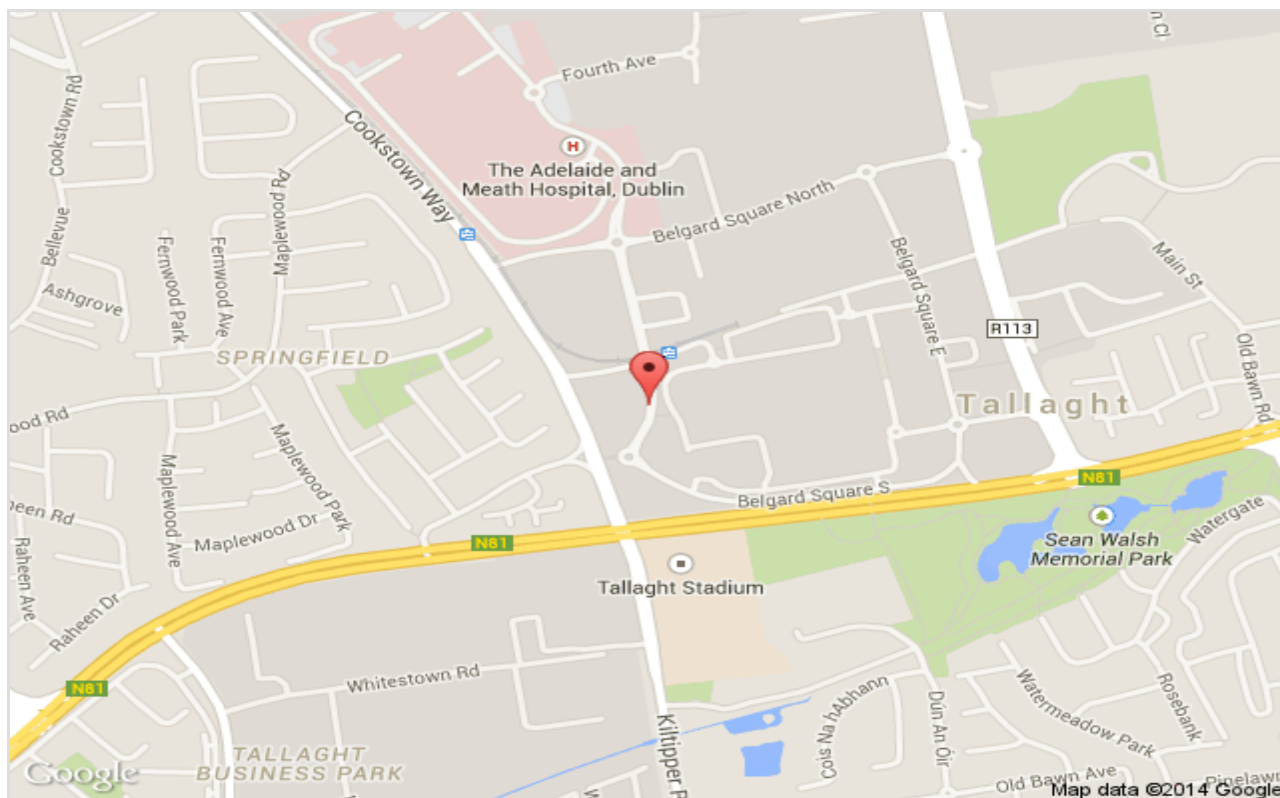 n Cl
Fourth Ave
Cookstown Rd
Cookstown Way
H
The Adelaide and
Meath Hospital, Dublin
Belgard Square North
Maplewood Rd
Bellevue
Fernwood Park
Fernwood Ave
Ashgrove
Belgard Square E
Main St
R113
Old Bawn Rd
SPRINGFIELD
Tallaght
ood Rd
Maplewood Ave
Maplewood Park
Maplewood Dr
Belgard Square S
N81
N81
heen Rd
Raheen Ave
Raheen Dr
Sean Walsh
Memorial Park
Watergate
Tallaght Stadium
Whitestown Rd
N81
Kiltipper R
Cois Na hAbhann
Dún An Óir
Watermeadow Park
Rosebank
TALLAGHT
BUSINESS PARK
Old Bawn Ave
Pinelawn
Google
Map data ©2014 Google